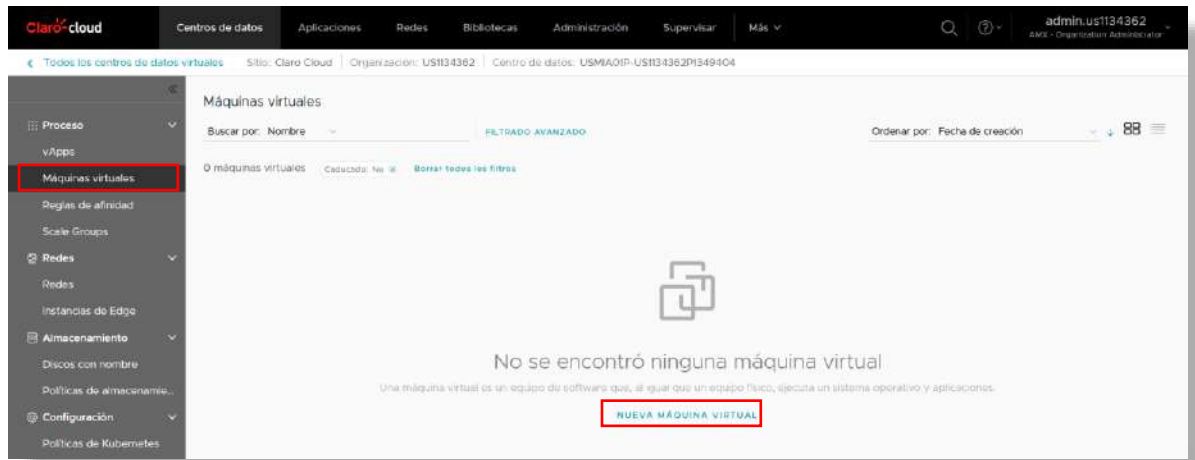 Claro-cloud Centros de datos Aplicaciones Redes Bibliotecas Administración Supervisar Más admin.us1134362
AMX - Organization Administrator
Todos los centros de datos virtuales Sitio: Claro Cloud Organización: US1134362 Centro de datos: USMIA01P-US1134362P1349404
Máquinas virtuales
Proceso
Buscar por: Nombre FILTRADO AVANZADO Ordenar por: Fecha de creación
vApps
0 máquinas virtuales Caducado: No Borrar todos los filtros
Máquinas virtuales
Reglas de afinidad
Scale Groups
Redes
Redes
Instancias de Edge
Almacenamiento
Discos con nombre
No se encontró ninguna máquina virtual
Políticas de almacenamie...
Una máquina virtual es un equipo de software que, al igual que un equipo físico, ejecuta un sistema operativo y aplicaciones.
Configuración
NUEVA MÁQUINA VIRTUAL
Políticas de Kubernetes